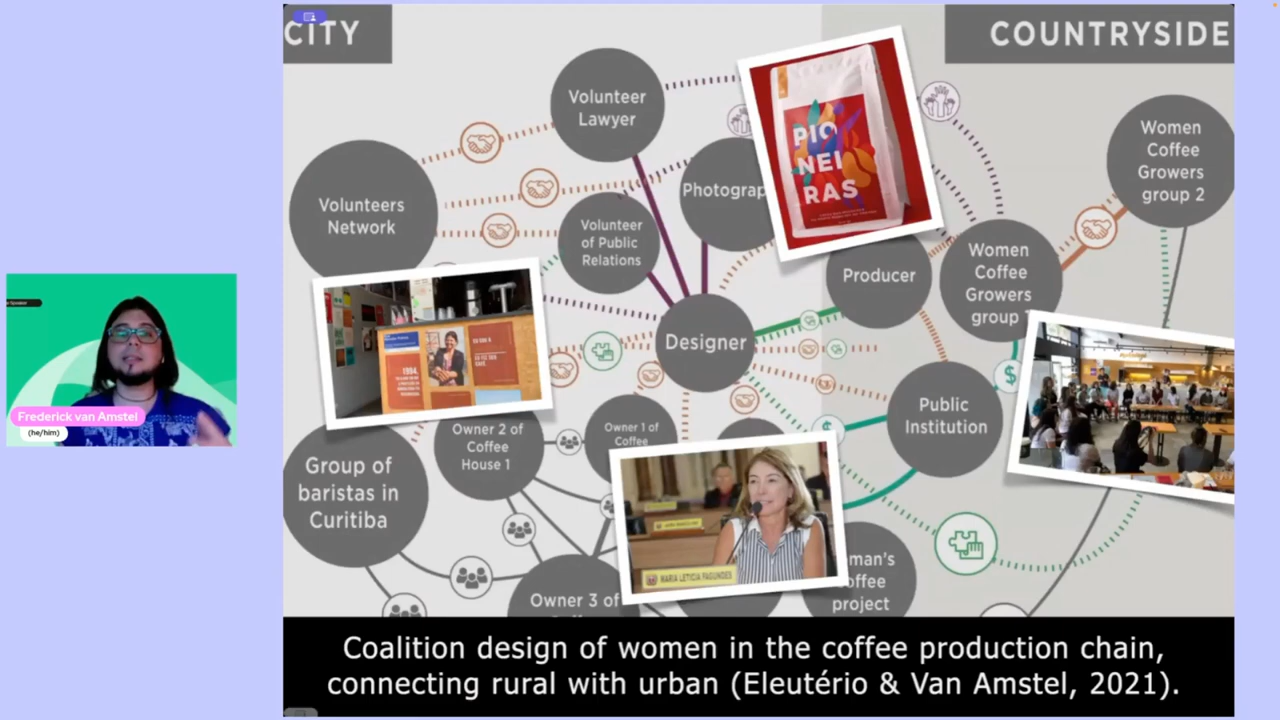 CITY
COUNTRYSIDE
Volunteer
Lawyer
Volunteers
Network
Photograp
Volunteer
of Public
Relations
PIO
NEI
RAS
Producer
Women
Coffee
Growers
group 2
Women
Coffee
Growers
group
Designer
Public
Institution
Owner 2 of
Coffee
House 1
Owner 1 of
Coffee
Group of
baristas in
Curitiba
Owner 3 of
1994,
MARIA LETICIA FAGUNDES
man's
offee
project
$
$
Frederick van Amstel
(he/him)
Coalition design of women in the coffee production chain,
connecting rural with urban (Eleutério & Van Amstel, 2021).